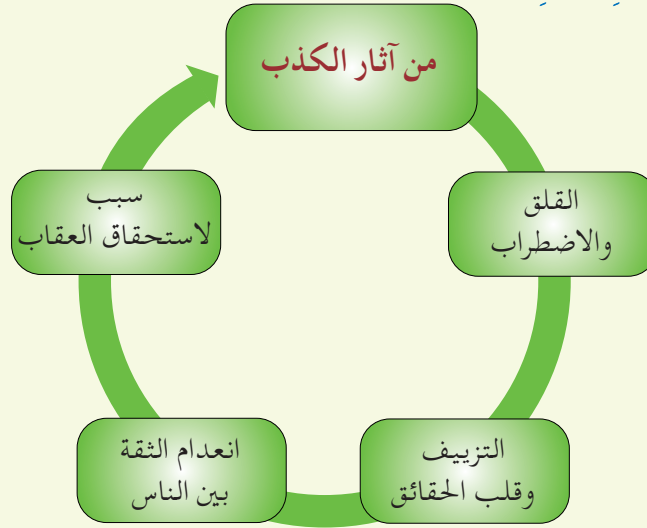 من آثار الكذب
القلق
والاضطراب
التزييف
وقلب الحقائق
انعدام الثقة
بين الناس
سبب
لاستحقاق العقاب